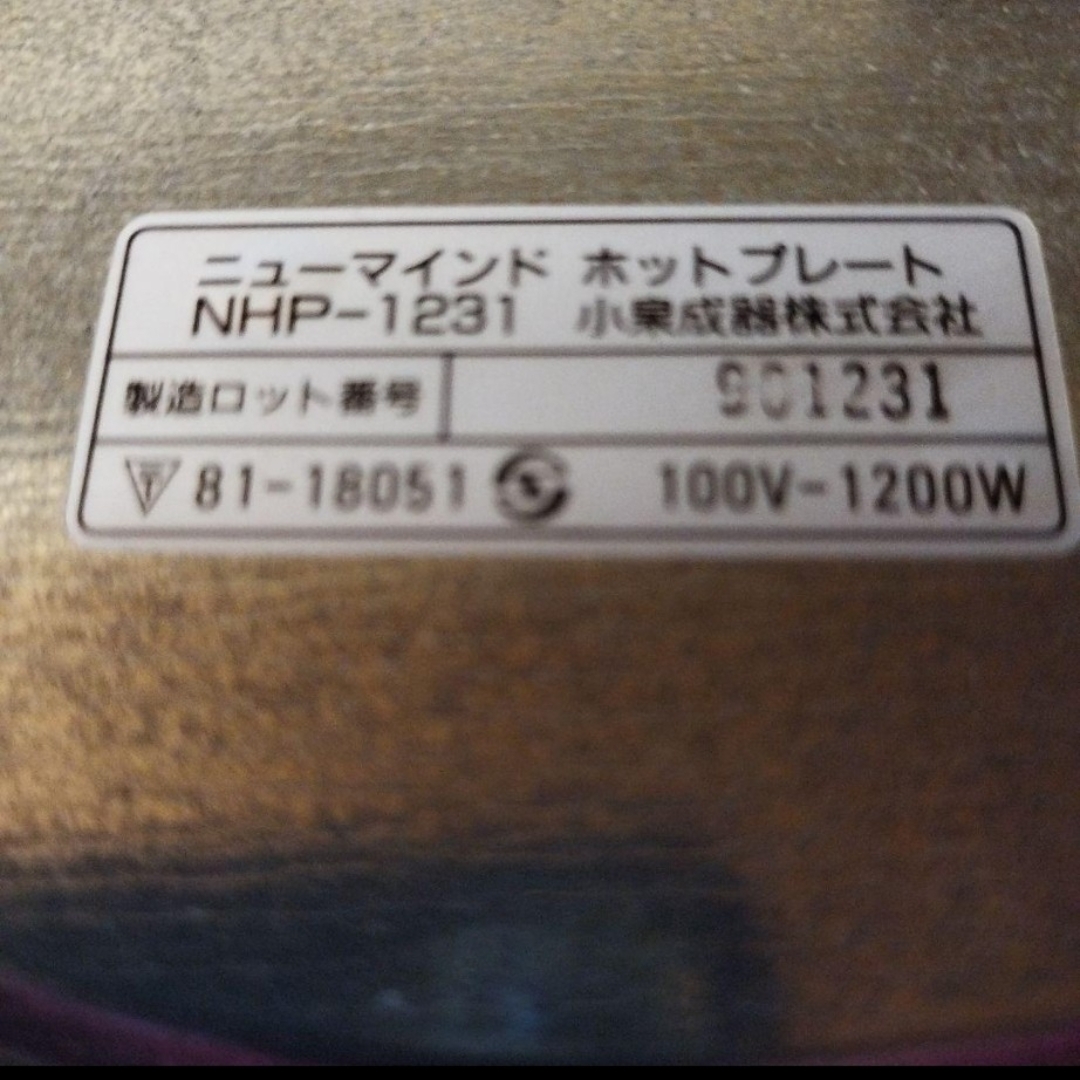 ニューマインド ホットプレート
NHP-1231 小泉成器株式会社
製造ロット番号 901231
〒 81-18051 S 100V-1200W